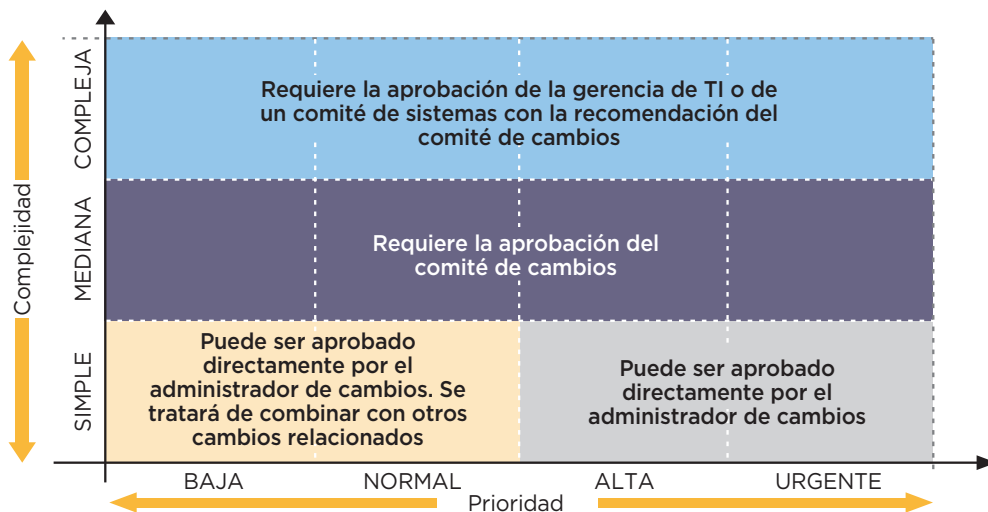 Complejidad
COMPLEJA
MEDIANA
SIMPLE
Requiere la aprobación de la gerencia de TI o de
un comité de sistemas con la recomendación del
comité de cambios
Requiere la aprobación del
comité de cambios
Puede ser aprobado
directamente por el
administrador de cambios. Se
tratará de combinar con otros
cambios relacionados
Puede ser aprobado
directamente por el
administrador de cambios
BAJA
NORMAL
ALTA
URGENTE
Prioridad